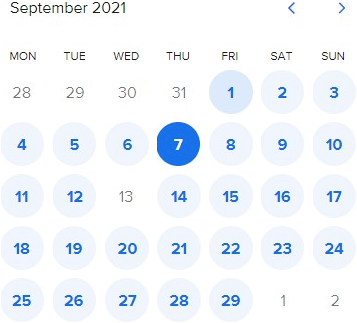 September 2021
MON TUE WED THU FRI SAT SUN
28 29 30 31 1 2 3
4 5 6 7 8 9 10
11 12 13 14 15 16 17
18 19 20 21 22 23 24
25 26 27 28 29 1 2